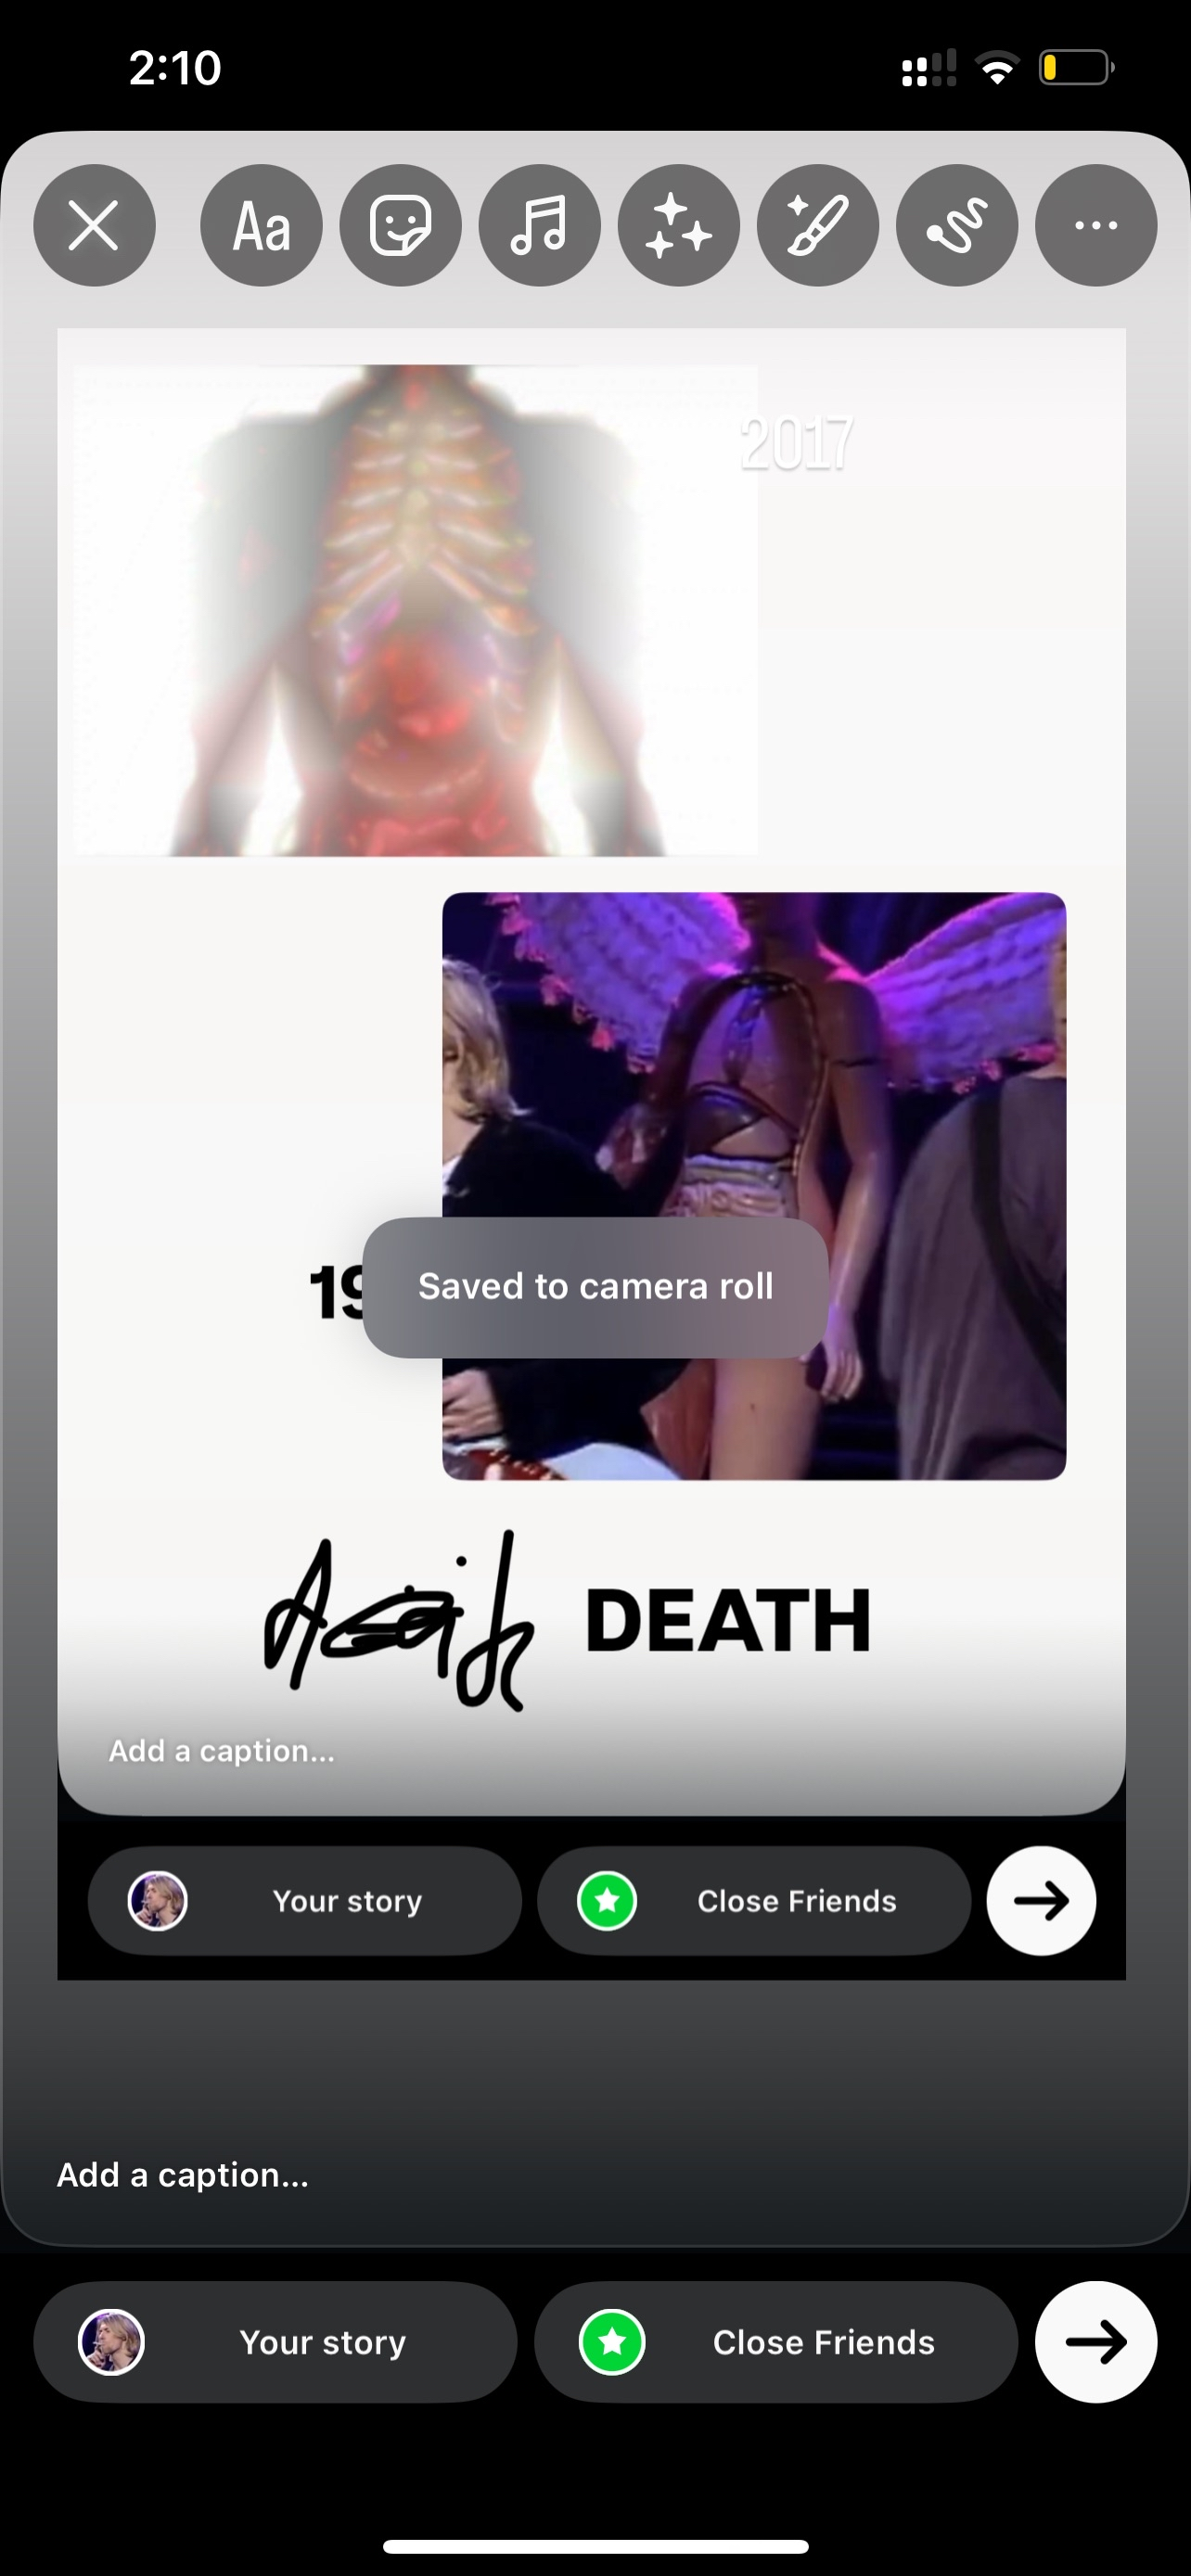 2:10
Aa
2017
19
Saved to camera roll
DEATH
Add a caption...
Your story
Close Friends
Add a caption...
Your story
Close Friends